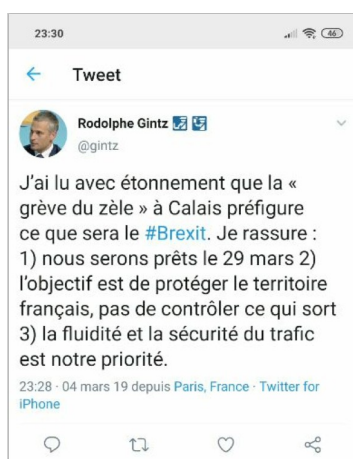 23:30
46
Tweet
Rodolphe Gintz
@gintz
J'ai lu avec étonnement que la «
grève du zèle » à Calais préfigure
ce que sera le #Brexit. Je rassure :
1) nous serons prêts le 29 mars 2)
l'objectif est de protéger le territoire
français, pas de contrôler ce qui sort
3) la fluidité et la sécurité du trafic
est notre priorité.
23:28 · 04 mars 19 depuis Paris, France · Twitter for
iPhone